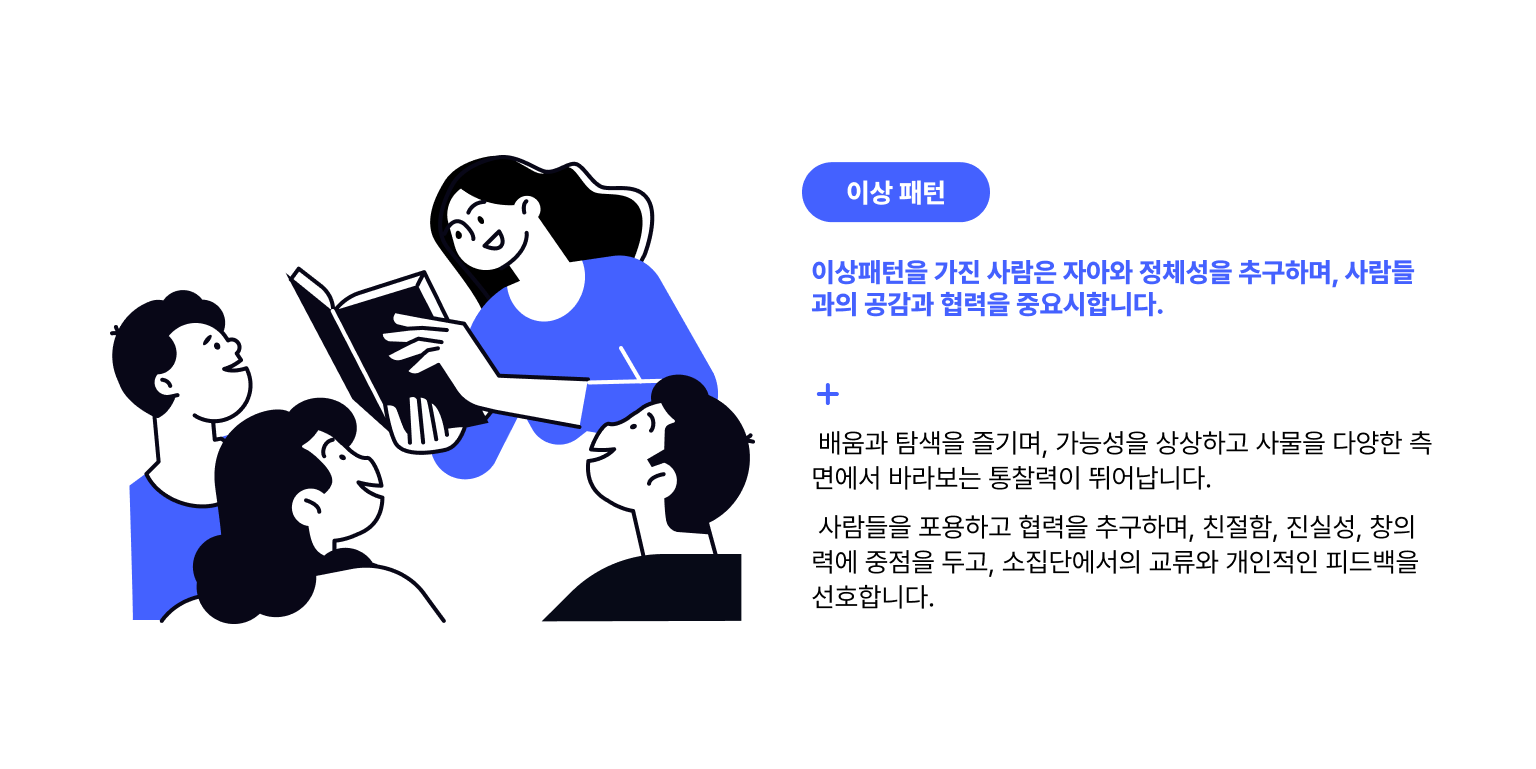 이상 패턴
이상패턴을 가진 사람은 자아와 정체성을 추구하며, 사람들
과의 공감과 협력을 중요시합니다.
배움과 탐색을 즐기며, 가능성을 상상하고 사물을 다양한 측
면에서 바라보는 통찰력이 뛰어납니다.
사람들을 포용하고 협력을 추구하며, 친절함, 진실성, 창의
력에 중점을 두고, 소집단에서의 교류와 개인적인 피드백을
선호합니다.